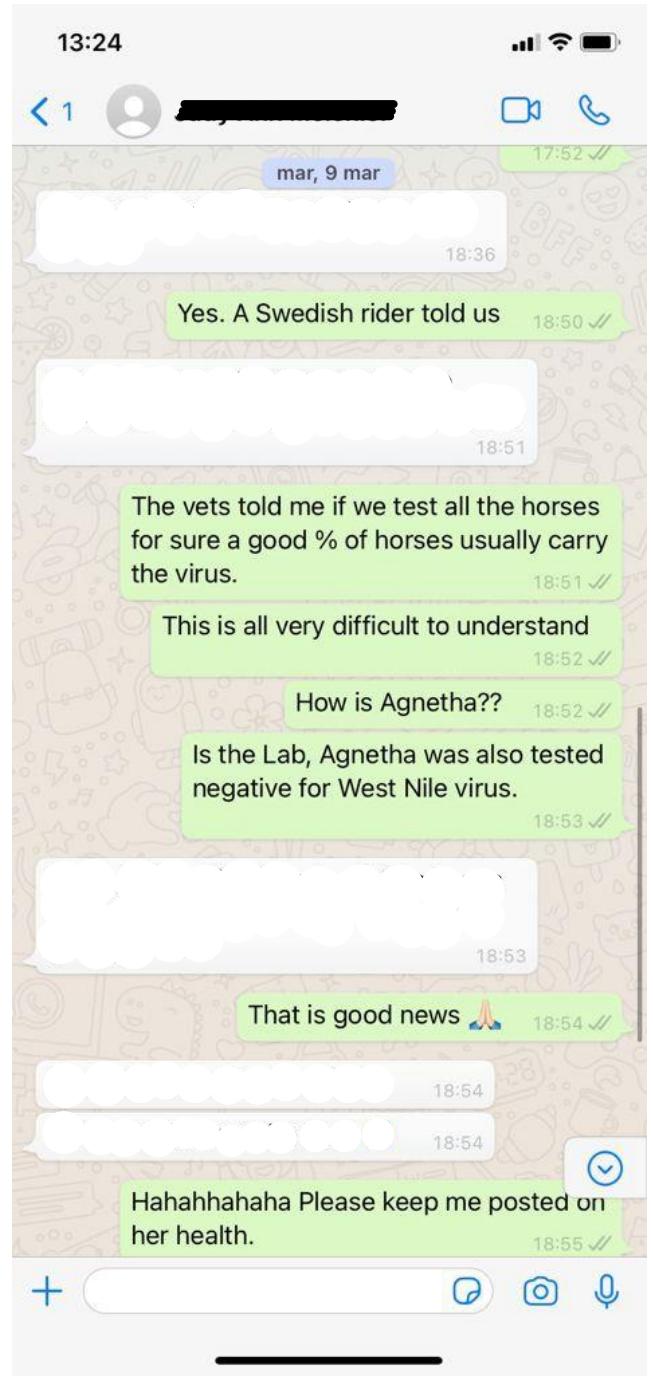 13:24
1
17:52
mar, 9 mar
18:36
Yes. A Swedish rider told us 18:50
18:51
The vets told me if we test all the horses
for sure a good % of horses usually carry
the virus. 18:51
This is all very difficult to understand
18:52
How is Agnetha?? 18:52
Is the Lab, Agnetha was also tested
negative for West Nile virus.
18:53
18:53
That is good news 🙏🏻 18:54
18:54
18:54
Hahahhahaha Please keep me posted on
her health. 18:55